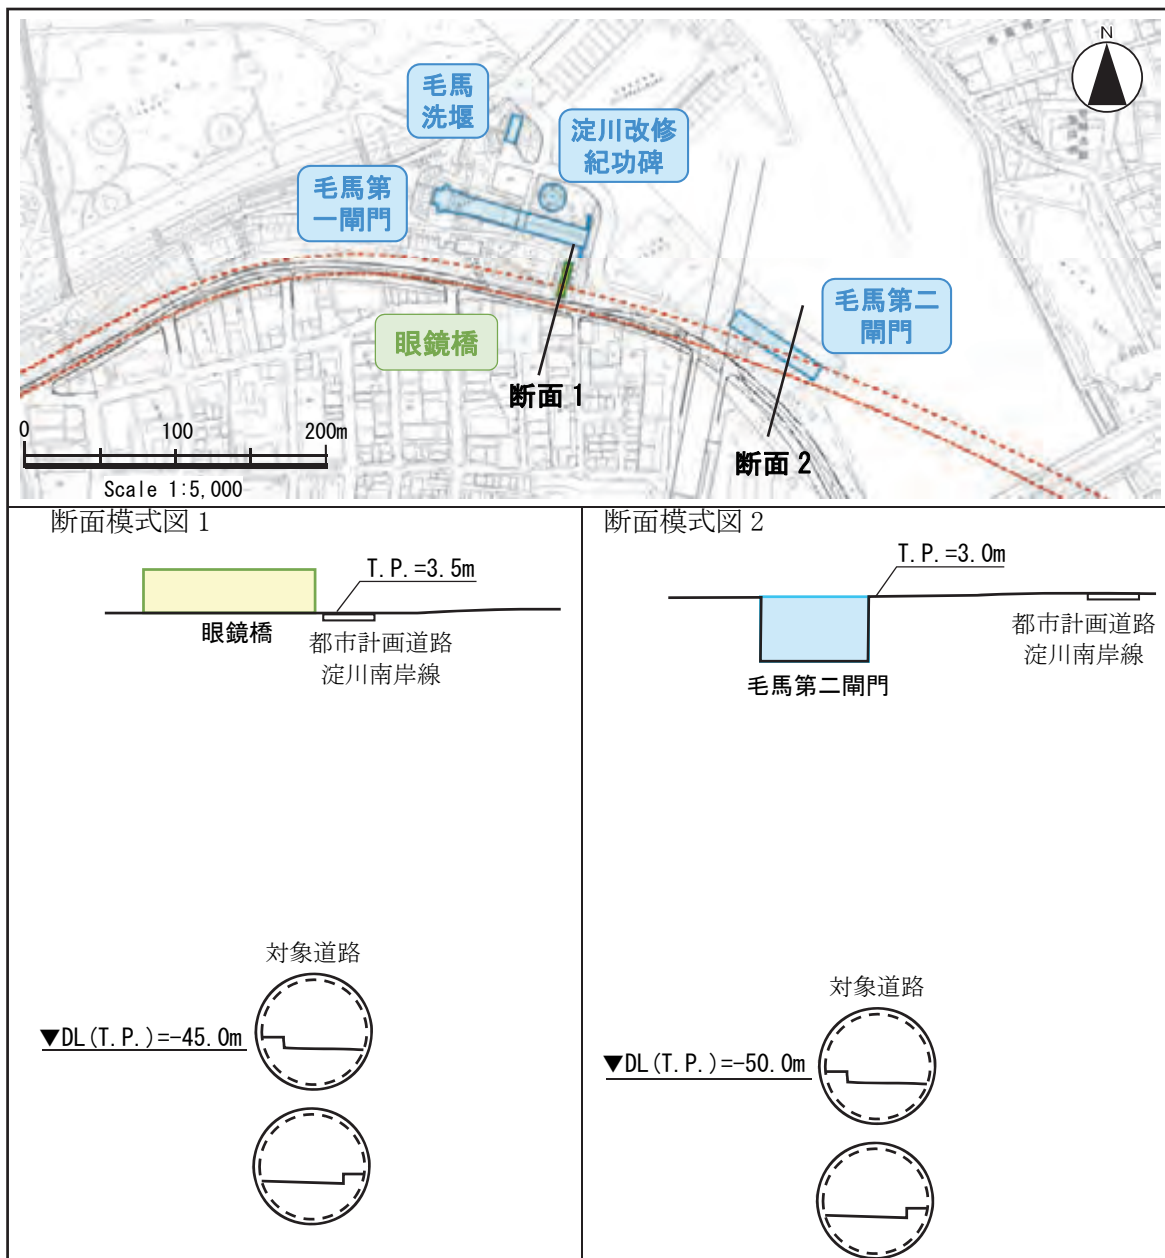 N
毛馬
洗堰
淀川改修
紀功碑
毛馬第
一閘門
毛馬第二
閘門
眼鏡橋
断面 1
断面 2
0 100 200m
Scale 1:5,000
断面模式図 1
T.P.=3.5m
眼鏡橋
都市計画道路
淀川南岸線
対象道路
▼DL(T.P.)=-45.0m
断面模式図 2
T.P.=3.0m
都市計画道路
淀川南岸線
毛馬第二閘門
対象道路
▼DL(T.P.)=-50.0m